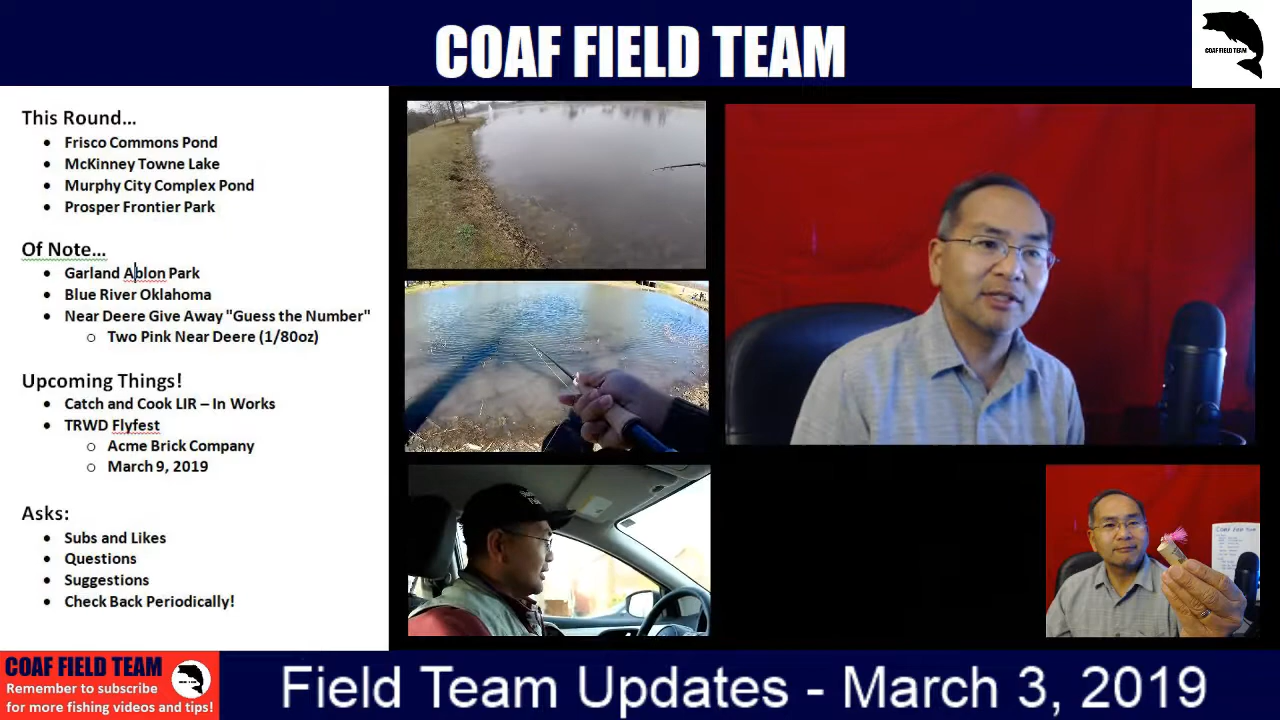 COAF FIELD TEAM
COAF FIELD TEAM
This Round...
• Frisco Commons Pond
• McKinney Towne Lake
• Murphy City Complex Pond
• Prosper Frontier Park
Of Note...
• Garland Ablon Park
• Blue River Oklahoma
• Near Deere Give Away "Guess the Number"
○ Two Pink Near Deere (1/80oz)
Upcoming Things!
• Catch and Cook LIR – In Works
• TRWD Flyfest
○ Acme Brick Company
○ March 9, 2019
Asks:
• Subs and Likes
• Questions
• Suggestions
• Check Back Periodically!
COAF FIELD TEAM
Remember to subscribe
for more fishing videos and tips!
Field Team Updates - March 3, 2019